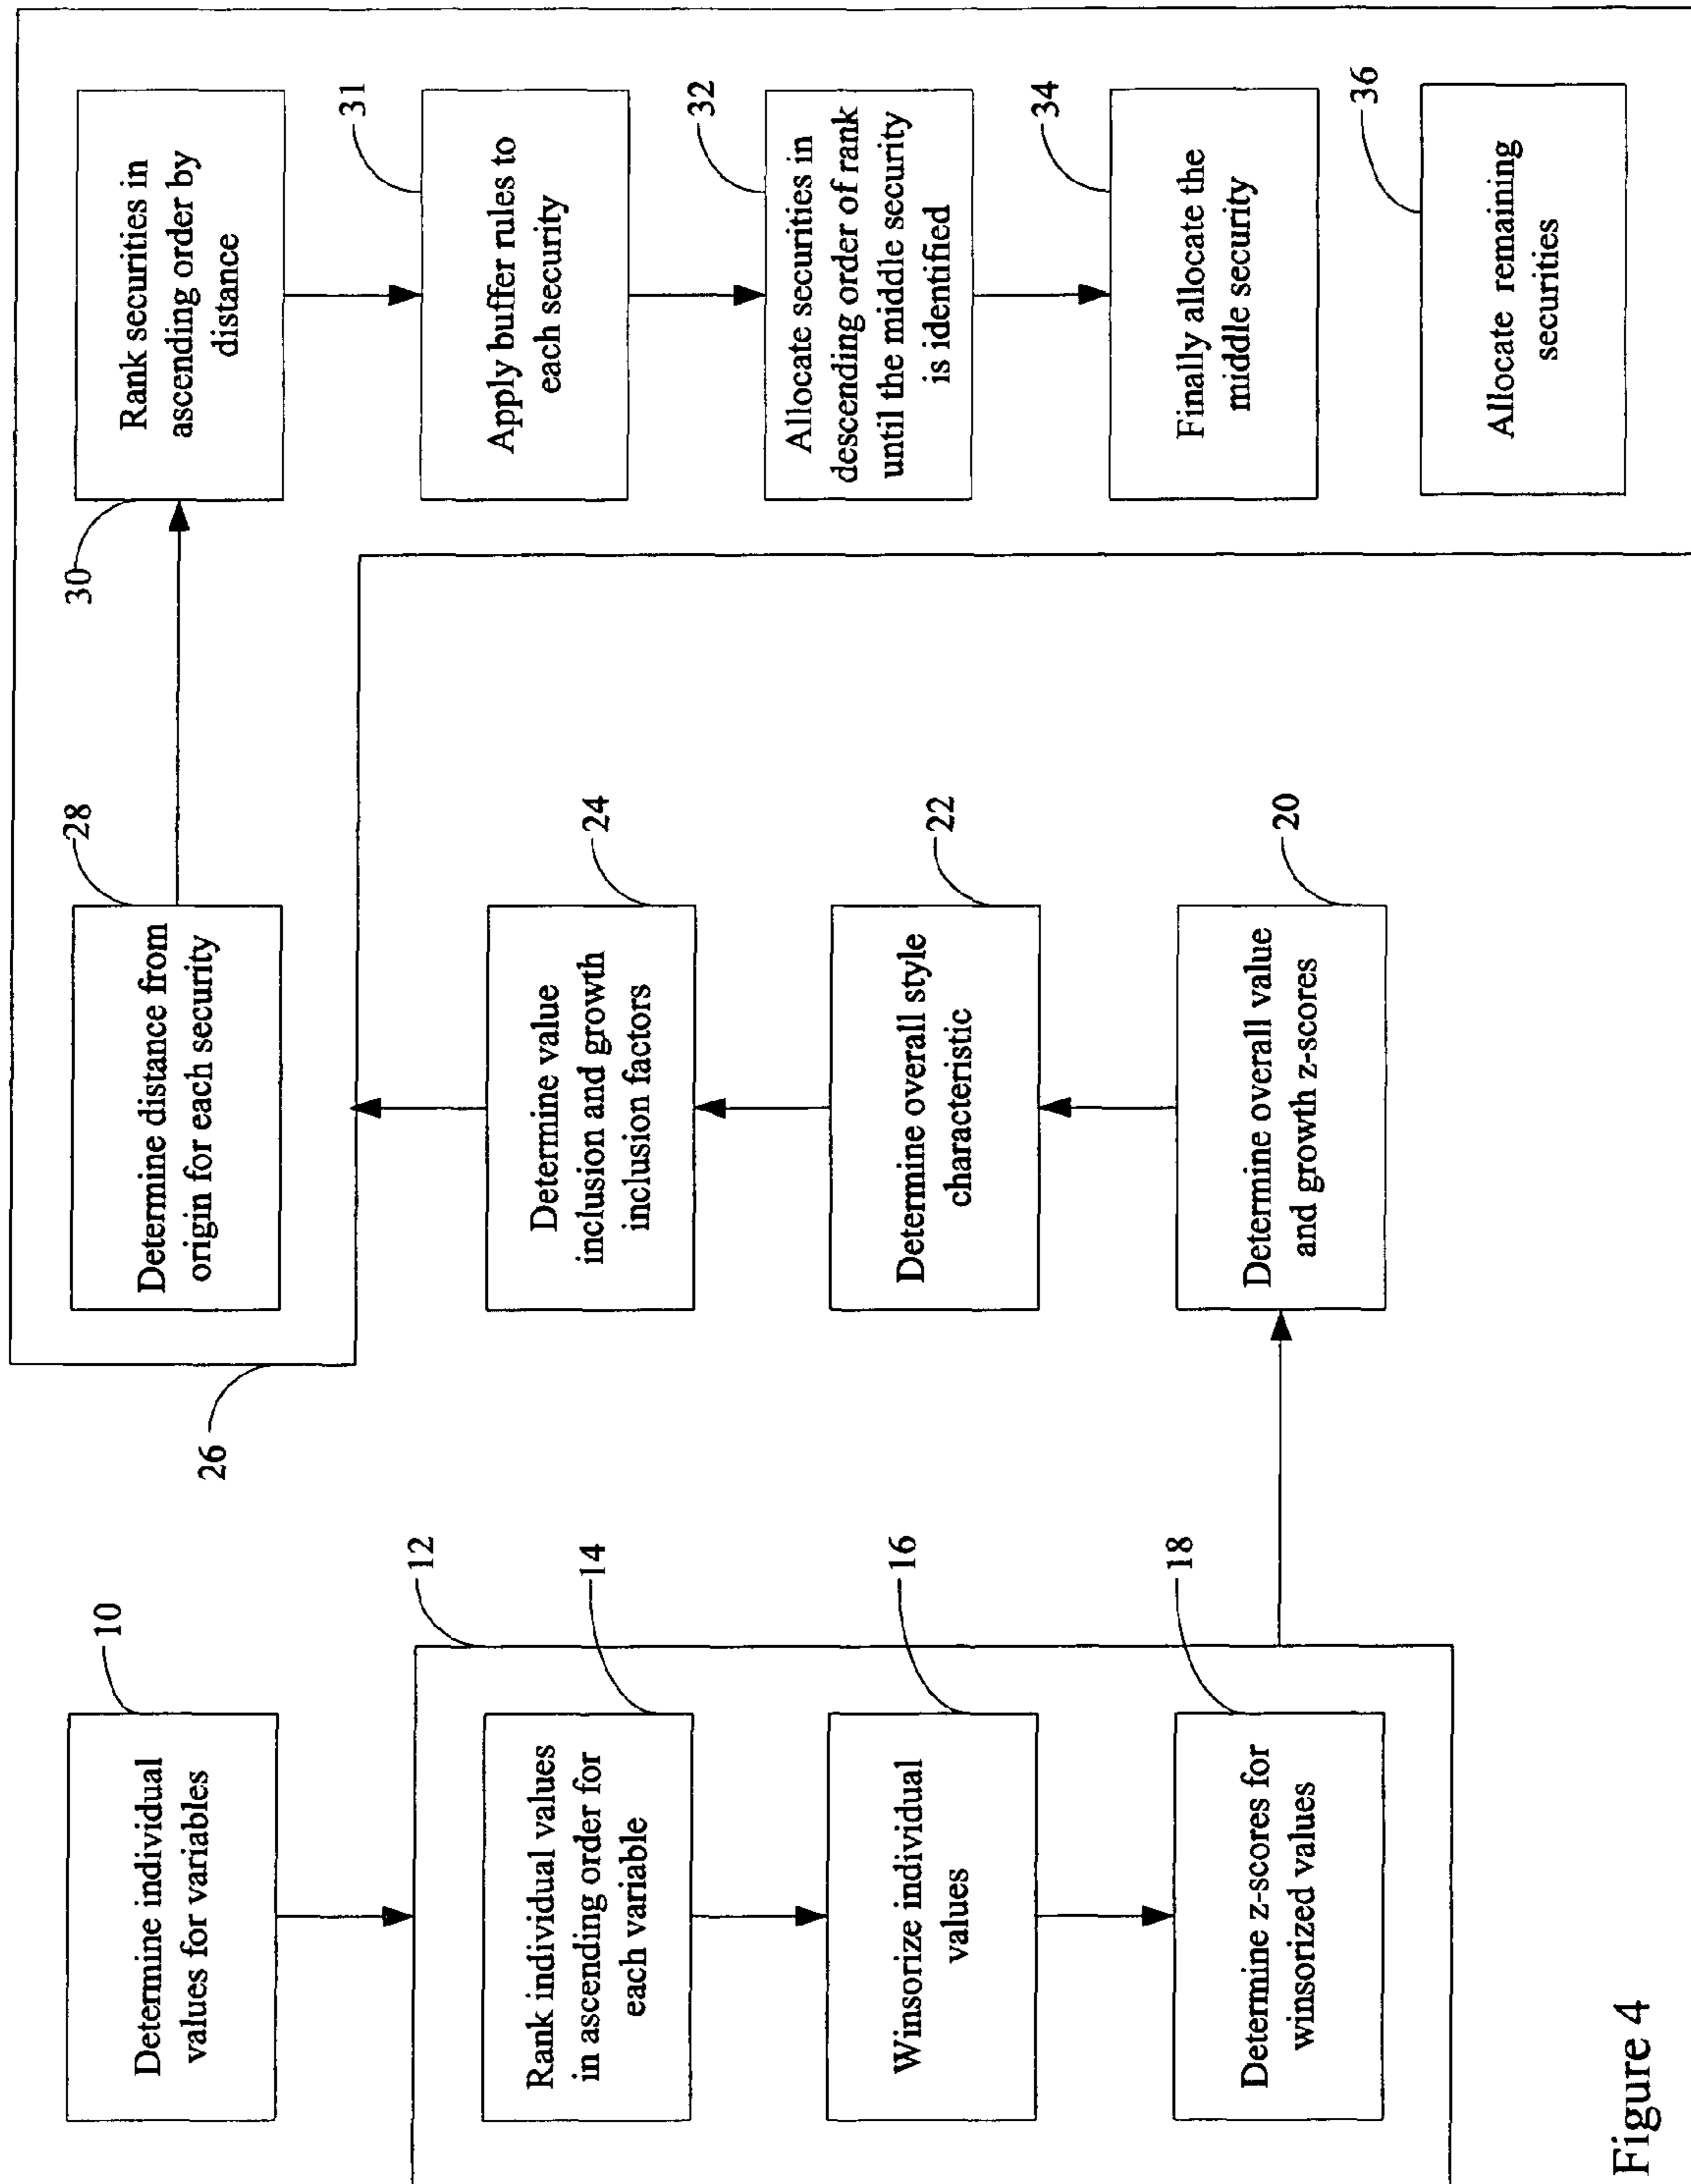 10
Determine individual
values for variables
12
14
Rank individual values
in ascending order for
each variable
16
Winsorize individual
values
18
Determine z-scores for
winsorized values
20
Determine overall value
and growth z-scores
22
Determine overall style
characteristic
24
Determine value
inclusion and growth
inclusion factors
26
28
Determine distance from
origin for each security
30
Rank securities in
ascending order by
distance
31
Apply buffer rules to
each security
32
Allocate securities in
descending order of rank
until the middle security
is identified
34
Finally allocate the
middle security
36
Allocate remaining
securities
Figure 4